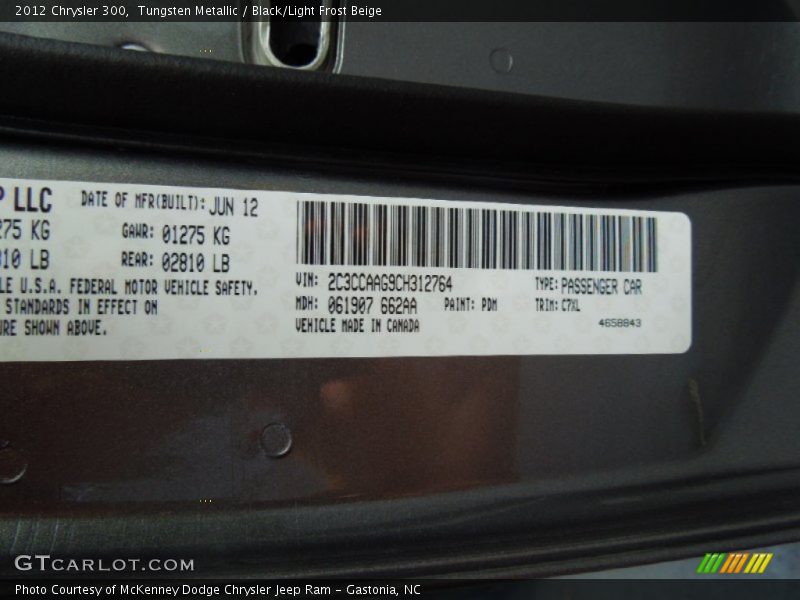 2012 Chrysler 300,  Tungsten Metallic / Black/Light Frost Beige
P LLC DATE OF MFR(BUILT): JUN 12
275 KG GAWR: 01275 KG
10 LB REAR: 02810 LB
LE U.S.A. FEDERAL MOTOR VEHICLE SAFETY.
STANDARDS IN EFFECT ON
URE SHOWN ABOVE.
VIN: 2C3CCAAG9CH312764 TYPE: PASSENGER CAR
MDH: 061907 662AA PAINT: PDM TRIM: C7XL
VEHICLE MADE IN CANADA 4658843
GTCARLOT.COM
Photo Courtesy of McKenney Dodge Chrysler Jeep Ram – Gastonia, NC